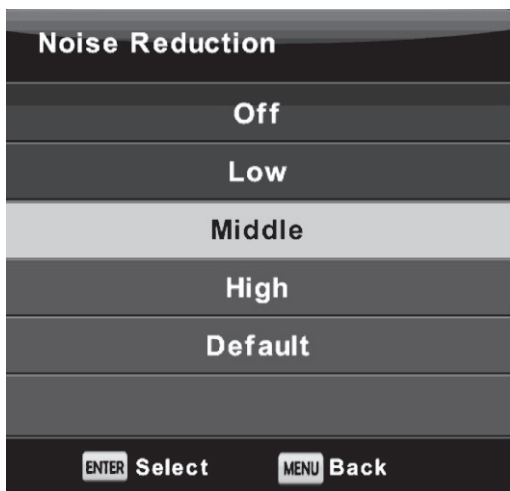 Noise Reduction
Off
Low
Middle
High
Default
ENTER Select MENU Back